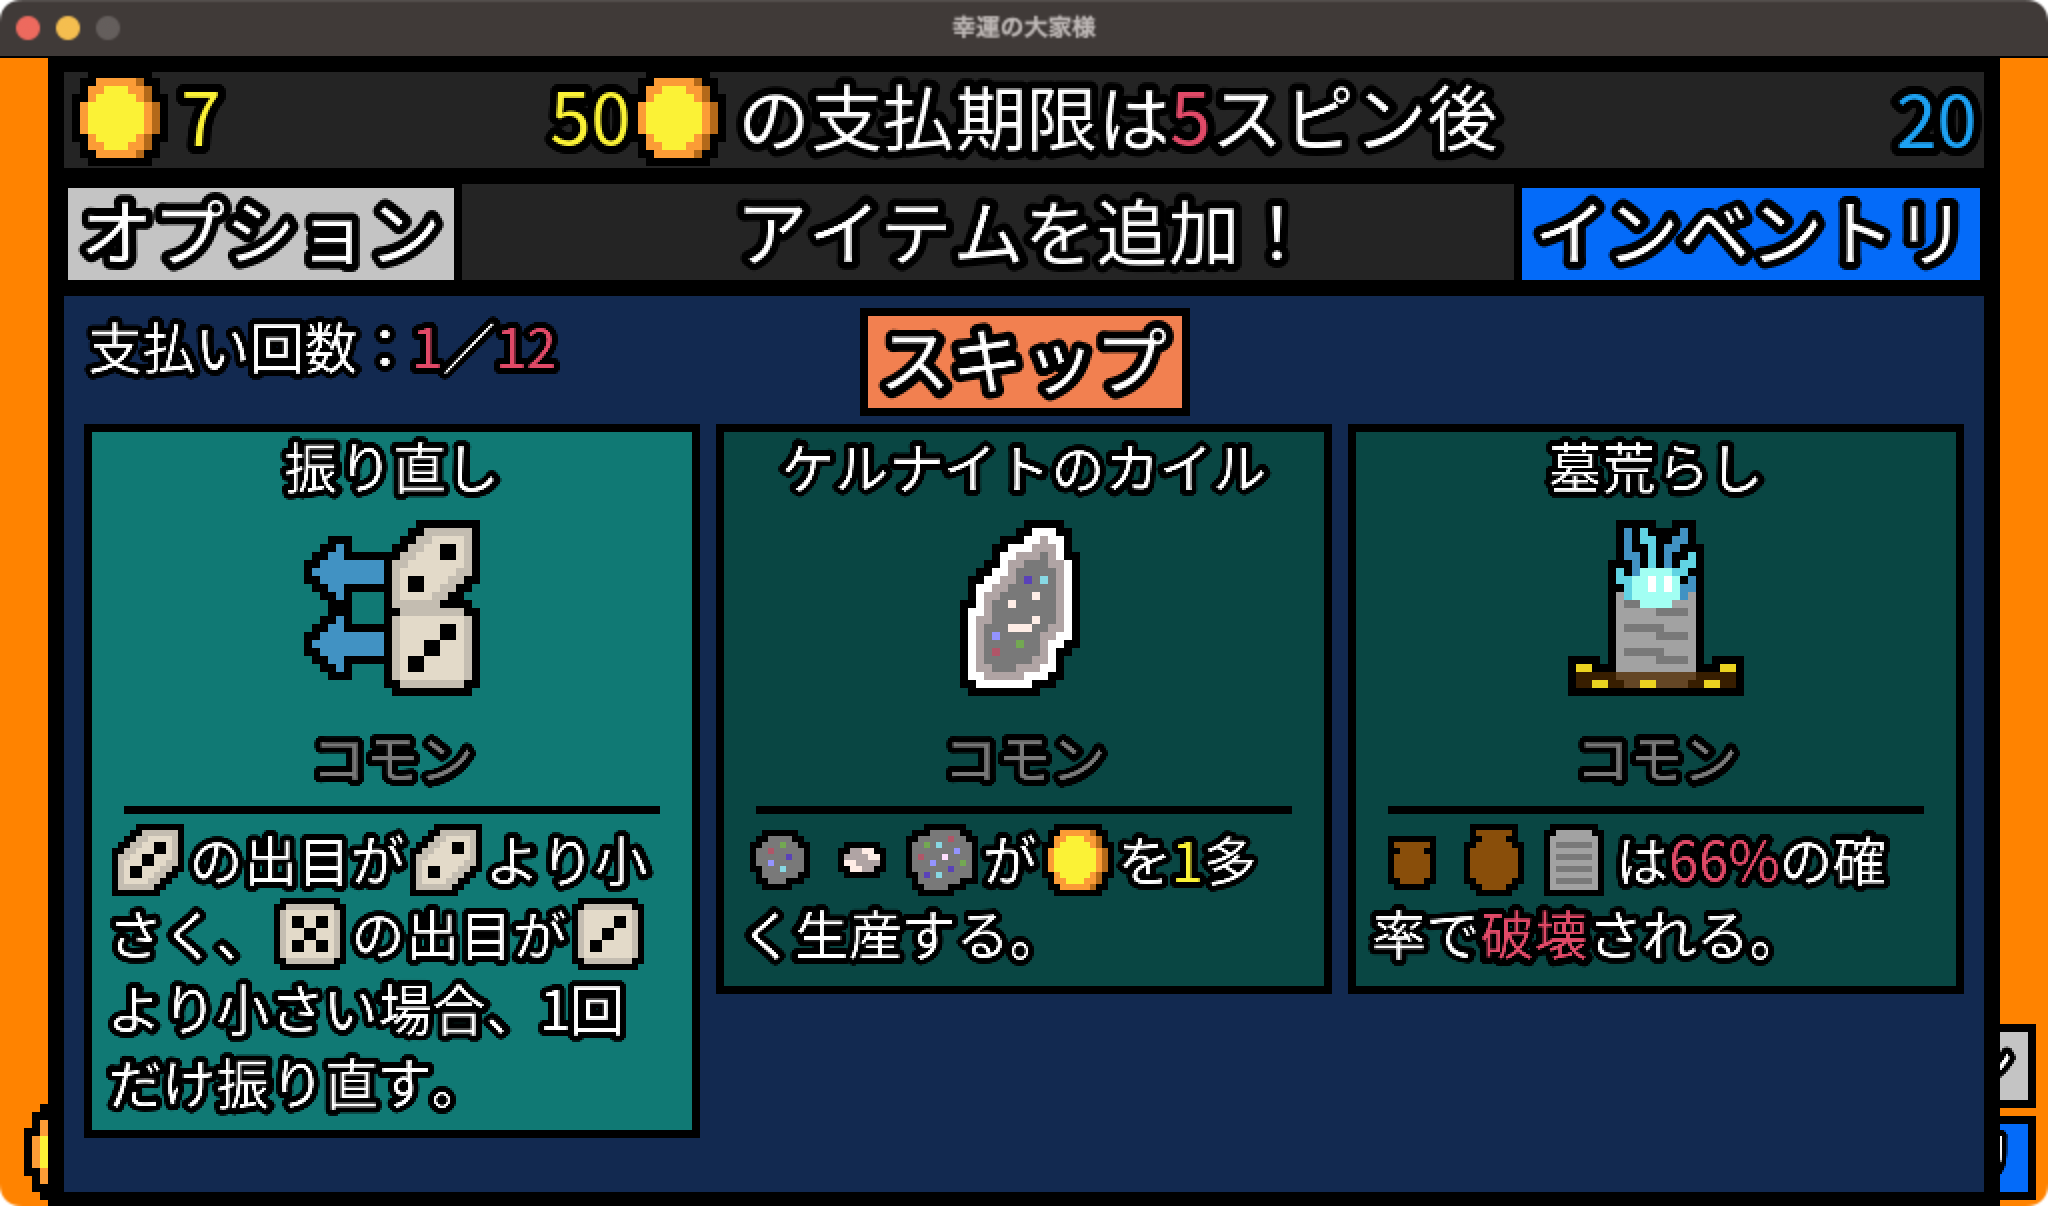 幸運の大家様
7
50の支払期限は5スピン後
20
オプション
アイテムを追加！
インベントリ
支払い回数：1／12
スキップ
振り直し
コモン
の出目がより小
さく、の出目が
より小さい場合、1回
だけ振り直す。
ケルナイトのカイル
コモン
がを1多
く生産する。
墓荒らし
コモン
は66%の確
率で破壊される。